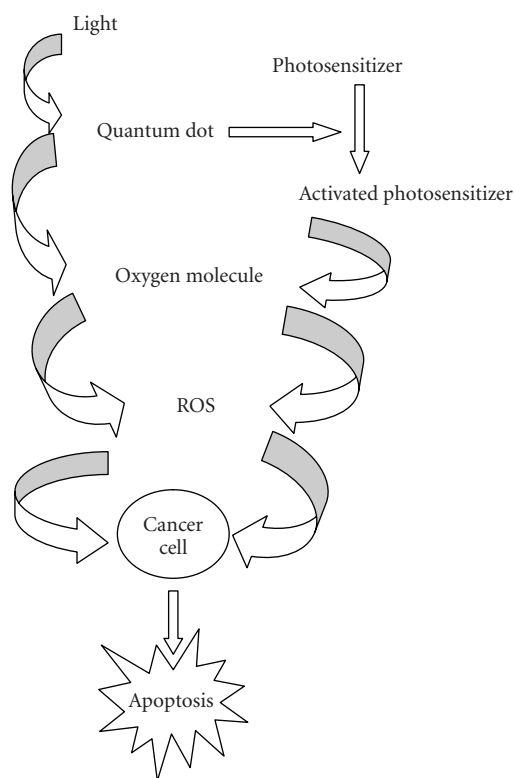 Light
Photosensitizer
Quantum dot
Activated photosensitizer
Oxygen molecule
ROS
Cancer
cell
Apoptosis